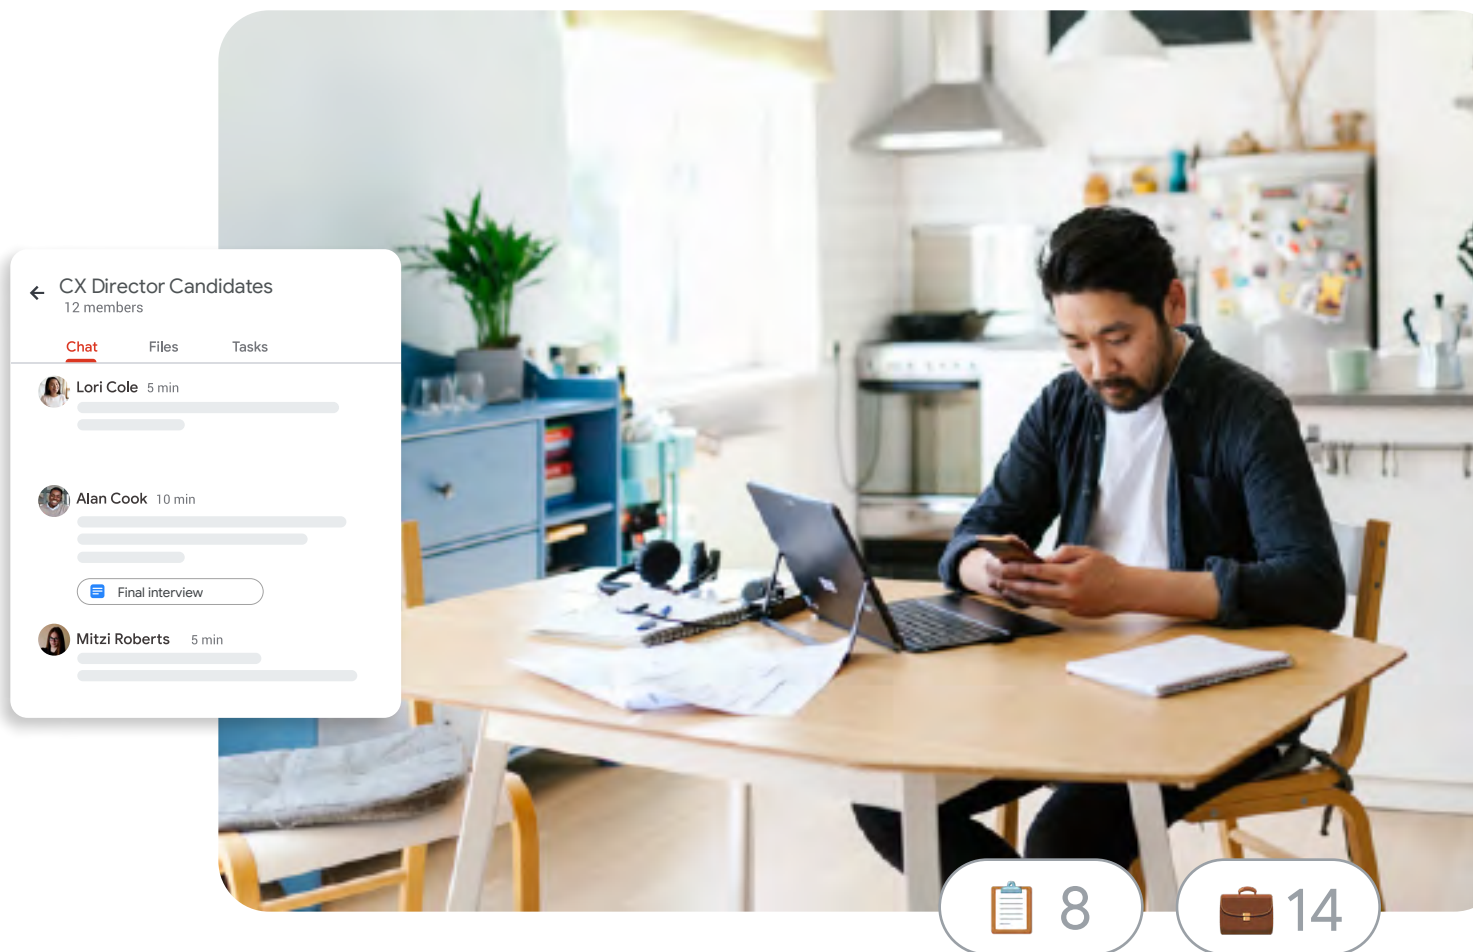 CX Director Candidates
12 members
Chat Files Tasks
Lori Cole 5 min
Alan Cook 10 min
Final interview
Mitzi Roberts 5 min
8
14